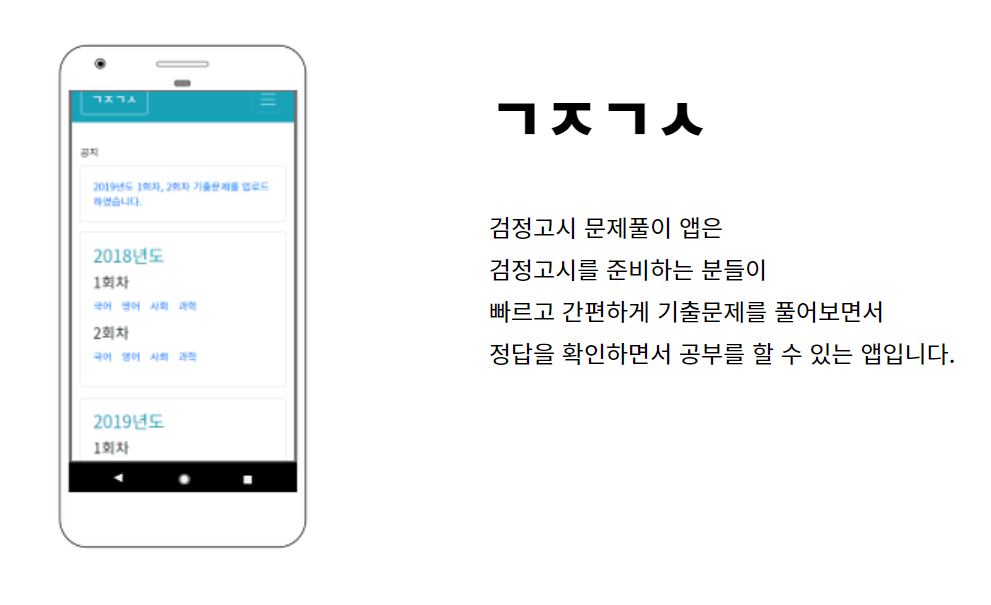 ㄱㅈㄱㅅ
공지
2019년도 1회차, 2회차 기출문제를 업로드
하였습니다.
2018년도
1회차
국어 영어 사회 과학
2회차
국어 영어 사회 과학
2019년도
1회차
ㄱㅈㄱㅅ
검정고시 문제풀이 앱은
검정고시를 준비하는 분들이
빠르고 간편하게 기출문제를 풀어보면서
정답을 확인하면서 공부를 할 수 있는 앱입니다.